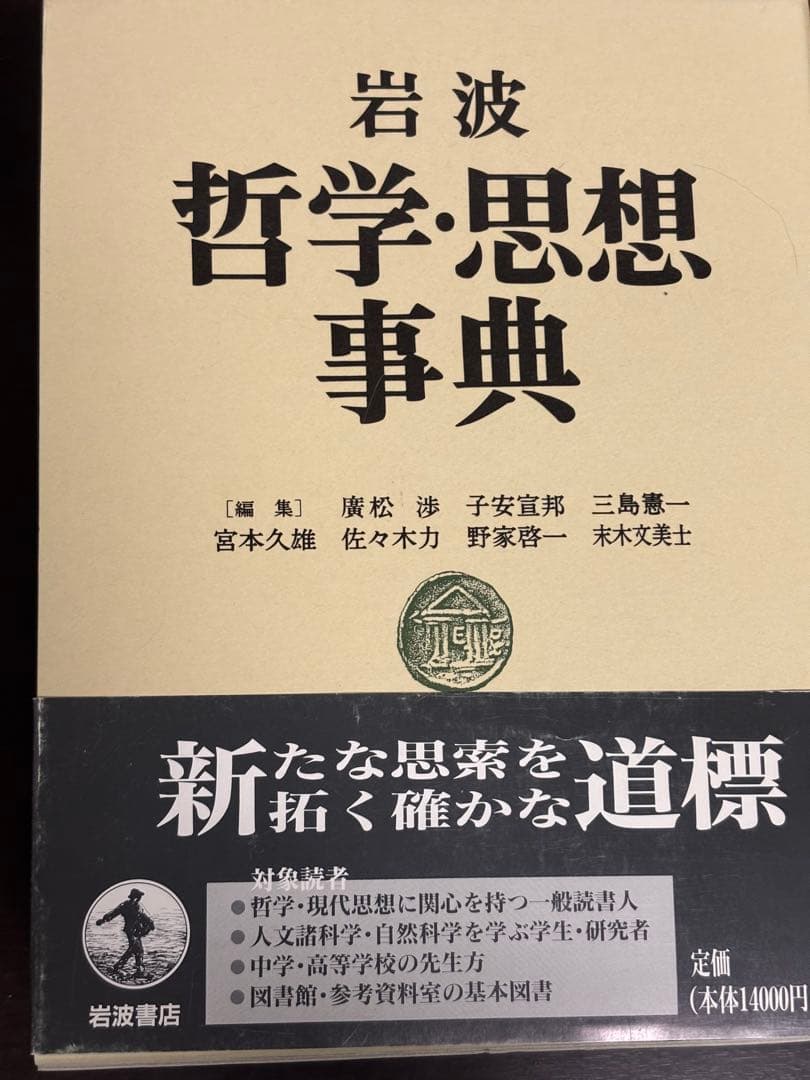 岩波
哲学・思想
事典
［編 集］ 廣松 渉 子安宣邦 三島憲一
宮本久雄 佐々木力 野家啓一 末木文美士
新たな思索を
拓く確かな道標
対象読者
●哲学・現代思想に関心を持つ一般読書人
●人文諸科学・自然科学を学ぶ学生・研究者
●中学・高等学校の先生方
●図書館・参考資料室の基本図書
岩波書店
定価
(本体14000円